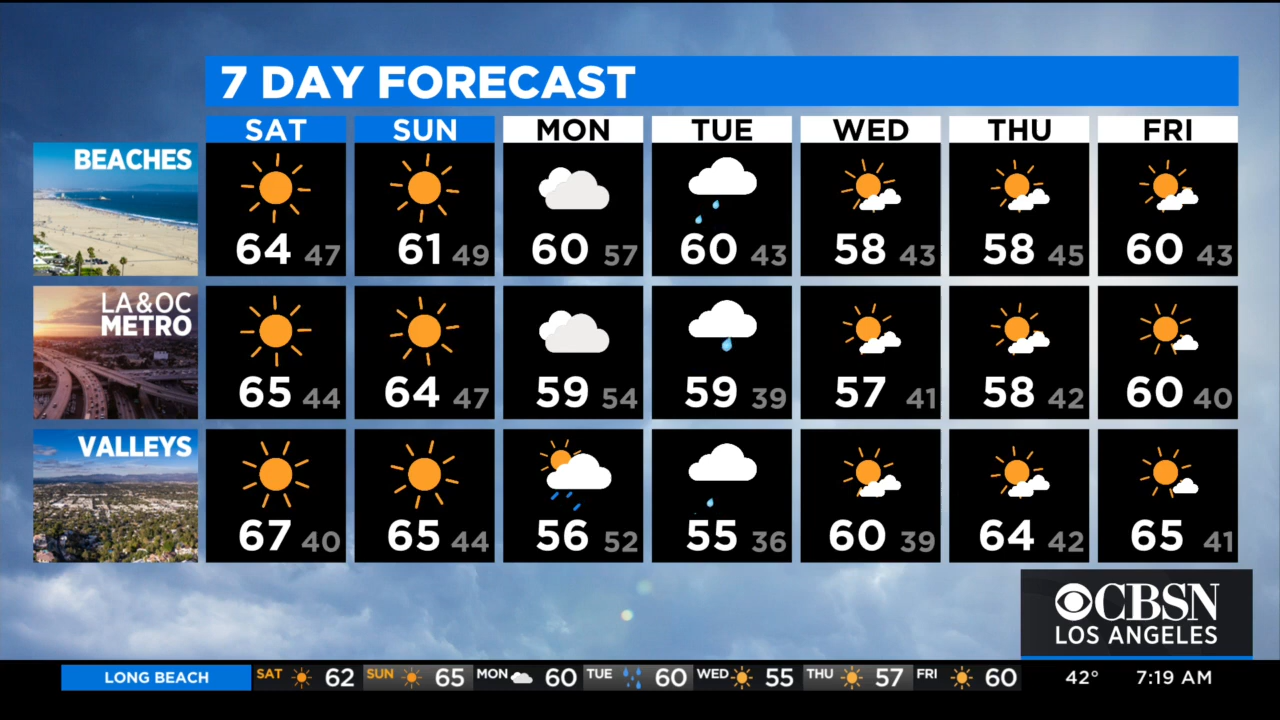 7 DAY FORECAST
SAT SUN MON TUE WED THU FRI
BEACHES
64 47 61 49 60 57 60 43 58 43 58 45 60 43
LA & OC
METRO
65 44 64 47 59 54 59 39 57 41 58 42 60 40
VALLEYS
67 40 65 44 56 52 55 36 60 39 64 42 65 41
CBSN
LOS ANGELES
LONG BEACH SAT 62 SUN 65 MON 60 TUE 60 WED 55 THU 57 FRI 60 42° 7:19 AM